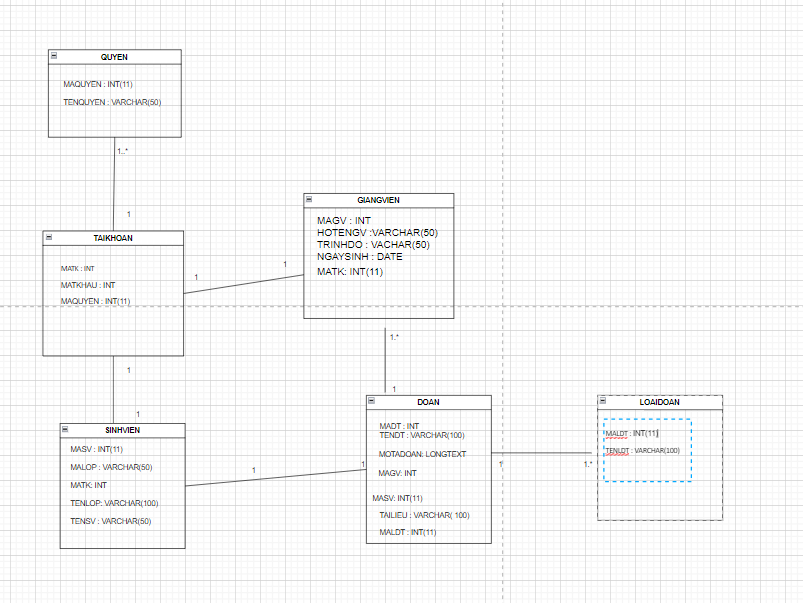 QUYEN
MAQUYEN : INT(11)
TENQUYEN : VARCHAR(50)
1..*
1
TAIKHOAN
MATK : INT
MATKHAU : INT
MAQUYEN : INT(11)
1
1
GIANGVIEN
MAGV : INT
HOTENGV :VARCHAR(50)
TRINHDO : VACHAR(50)
NGAYSINH : DATE
MATK: INT(11)
1.*
1
1
1
SINHVIEN
MASV : INT(11)
MALOP : VARCHAR(50)
MATK: INT
TENLOP: VARCHAR(100)
TENSV : VARCHAR(50)
1
1
DOAN
MADT : INT
TENDT : VARCHAR(100)
MOTADOAN: LONGTEXT
MAGV: INT
MASV: INT(11)
TAILIEU : VARCHAR( 100)
MALDT : INT(11)
1
1.*
LOAIDOAN
MALDT : INT(11)
TENLDT : VARCHAR(100)